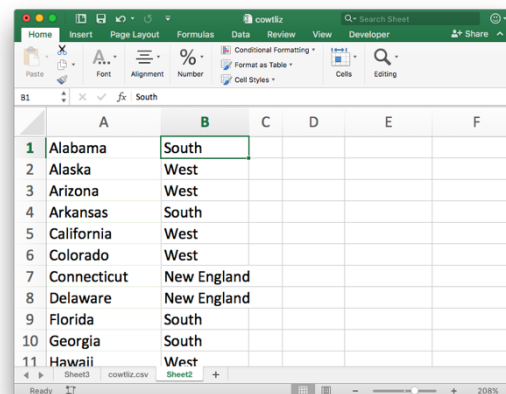 cowtliz
Search Sheet
Home Insert Page Layout Formulas Data Review View Developer Share
Paste
Font
Alignment
Number
Conditional Formatting
Format as Table
Cell Styles
Cells
Editing
B1 fx South
A B C D E F
1 Alabama South
2 Alaska West
3 Arizona West
4 Arkansas South
5 California West
6 Colorado West
7 Connecticut New England
8 Delaware New England
9 Florida South
10 Georgia South
11 Hawaii West
Sheet3 cowtliz.csv Sheet2 +
Ready 208%